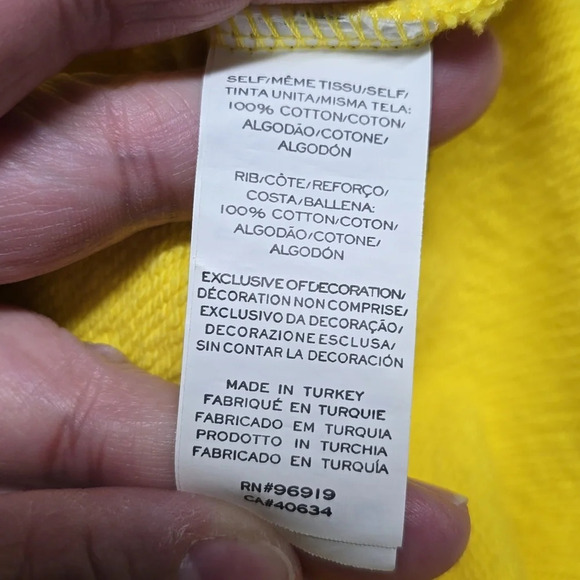 SELF/MÊME TISSU/SELF/
TINTA UNITA/MISMA TELA:
100% COTTON/COTON/
ALGODÃO/COTONE/
ALGODÓN
RIB/CÔTE/REFORÇO/
COSTA/BALLENA:
100% COTTON/COTON/
ALGODÃO/COTONE/
ALGODÓN
EXCLUSIVE OF DECORATION/
DÉCORATION NON COMPRISE/
EXCLUSIVO DA DECORAÇÃO/
DECORAZIONE ESCLUSA/
SIN CONTAR LA DECORACIÓN
MADE IN TURKEY
FABRIQUÉ EN TURQUIE
FABRICADO EM TURQUIA
PRODOTTO IN TURCHIA
FABRICADO EN TURQUÍA
RN#96919
CA#40634